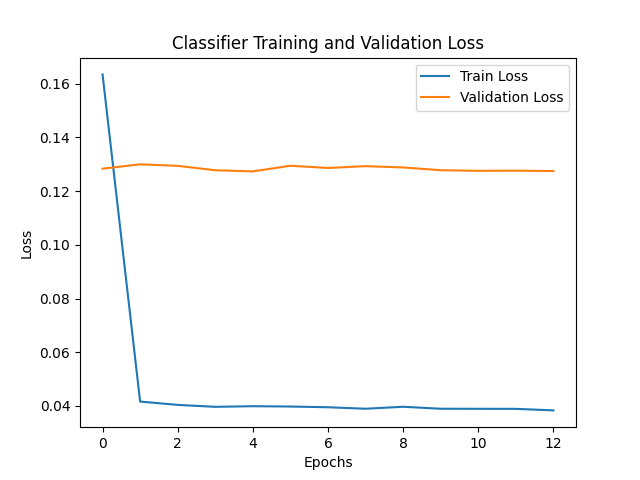 Classifier Training and Validation Loss
Train Loss
Validation Loss
0.16
0.14
0.12
0.10
0.08
0.06
0.04
Loss
0 2 4 6 8 10 12
Epochs